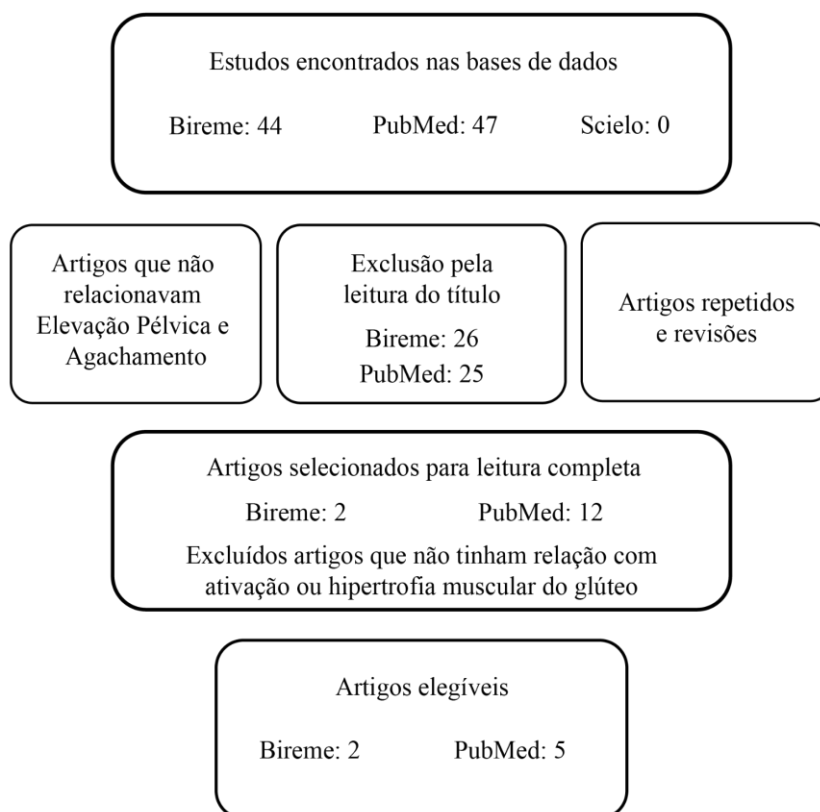 Estudos encontrados nas bases de dados
Bireme: 44 PubMed: 47 Scielo: 0
Artigos que não
relacionavam
Elevação Pélvica e
Agachamento
Exclusão pela
leitura do título
Bireme: 26
PubMed: 25
Artigos repetidos
e revisões
Artigos selecionados para leitura completa
Bireme: 2 PubMed: 12
Excluídos artigos que não tinham relação com
ativação ou hipertrofia muscular do glúteo
Artigos elegíveis
Bireme: 2 PubMed: 5